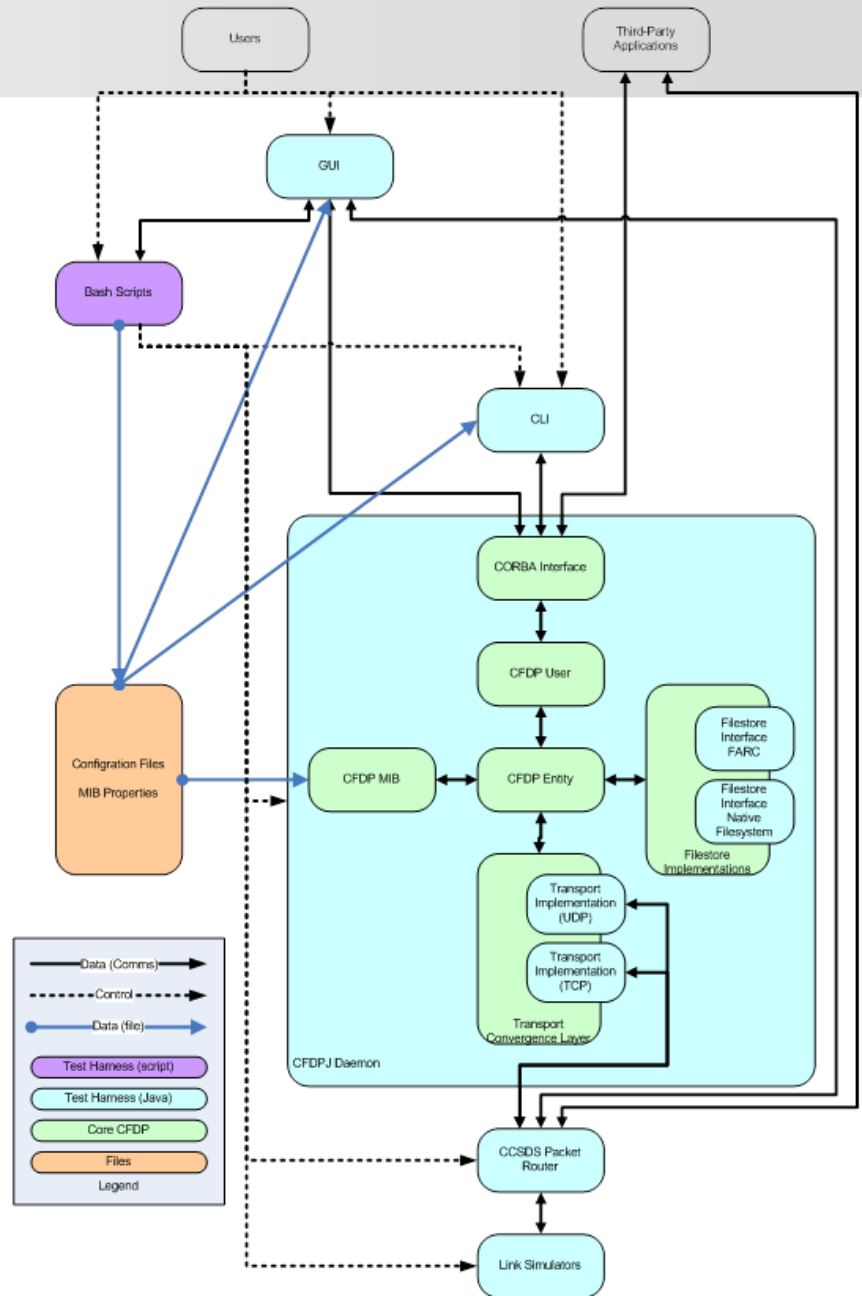 Users
Third-Party
Applications
GUI
Bash Scripts
CLI
CORBA Interface
CFDP User
Configration Files
MIB Properties
CFDP MIB
CFDP Entity
Filestore
Interface
FARC
Filestore
Interface
Native
Filesystem
Filestore
Implementations
Transport
Implementation
(UDP)
Transport
Implementation
(TCP)
Transport
Convergence Layer
CFDPJ Daemon
Data (Comms)
Control
Data (file)
Test Harness (script)
Test Harness (Java)
Core CFDP
Files
Legend
CCSDS Packet
Router
Link Simulators